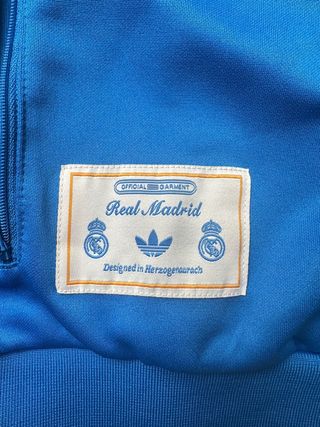 OFFICIAL GARMENT
Real Madrid
Designed in Herzogenaurach